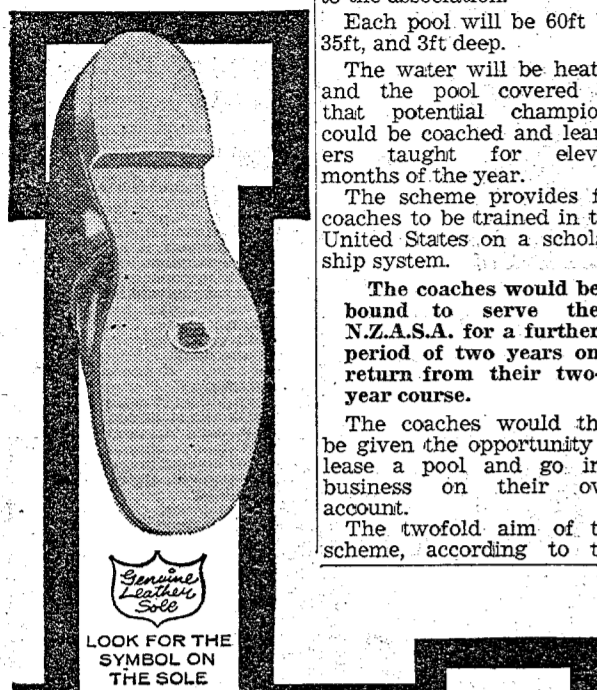 to the association.
Each pool will be 60ft
35ft, and 3ft deep.
The water will be heat
and the pool covered
that potential champio
could be coached and lear
ers taught for elev
months of the year.
The scheme provides f
coaches to be trained in t
United States on a schola
ship system.
The coaches would be
bound to serve the
N.Z.A.S.A. for a further
period of two years on
return from their two-
year course.
The coaches would th
be given the opportunity
lease a pool and go in
business on their ov
account.
The twofold aim of t
scheme, according to t
Genuine
Leather
Sole
LOOK FOR THE
SYMBOL ON
THE SOLE